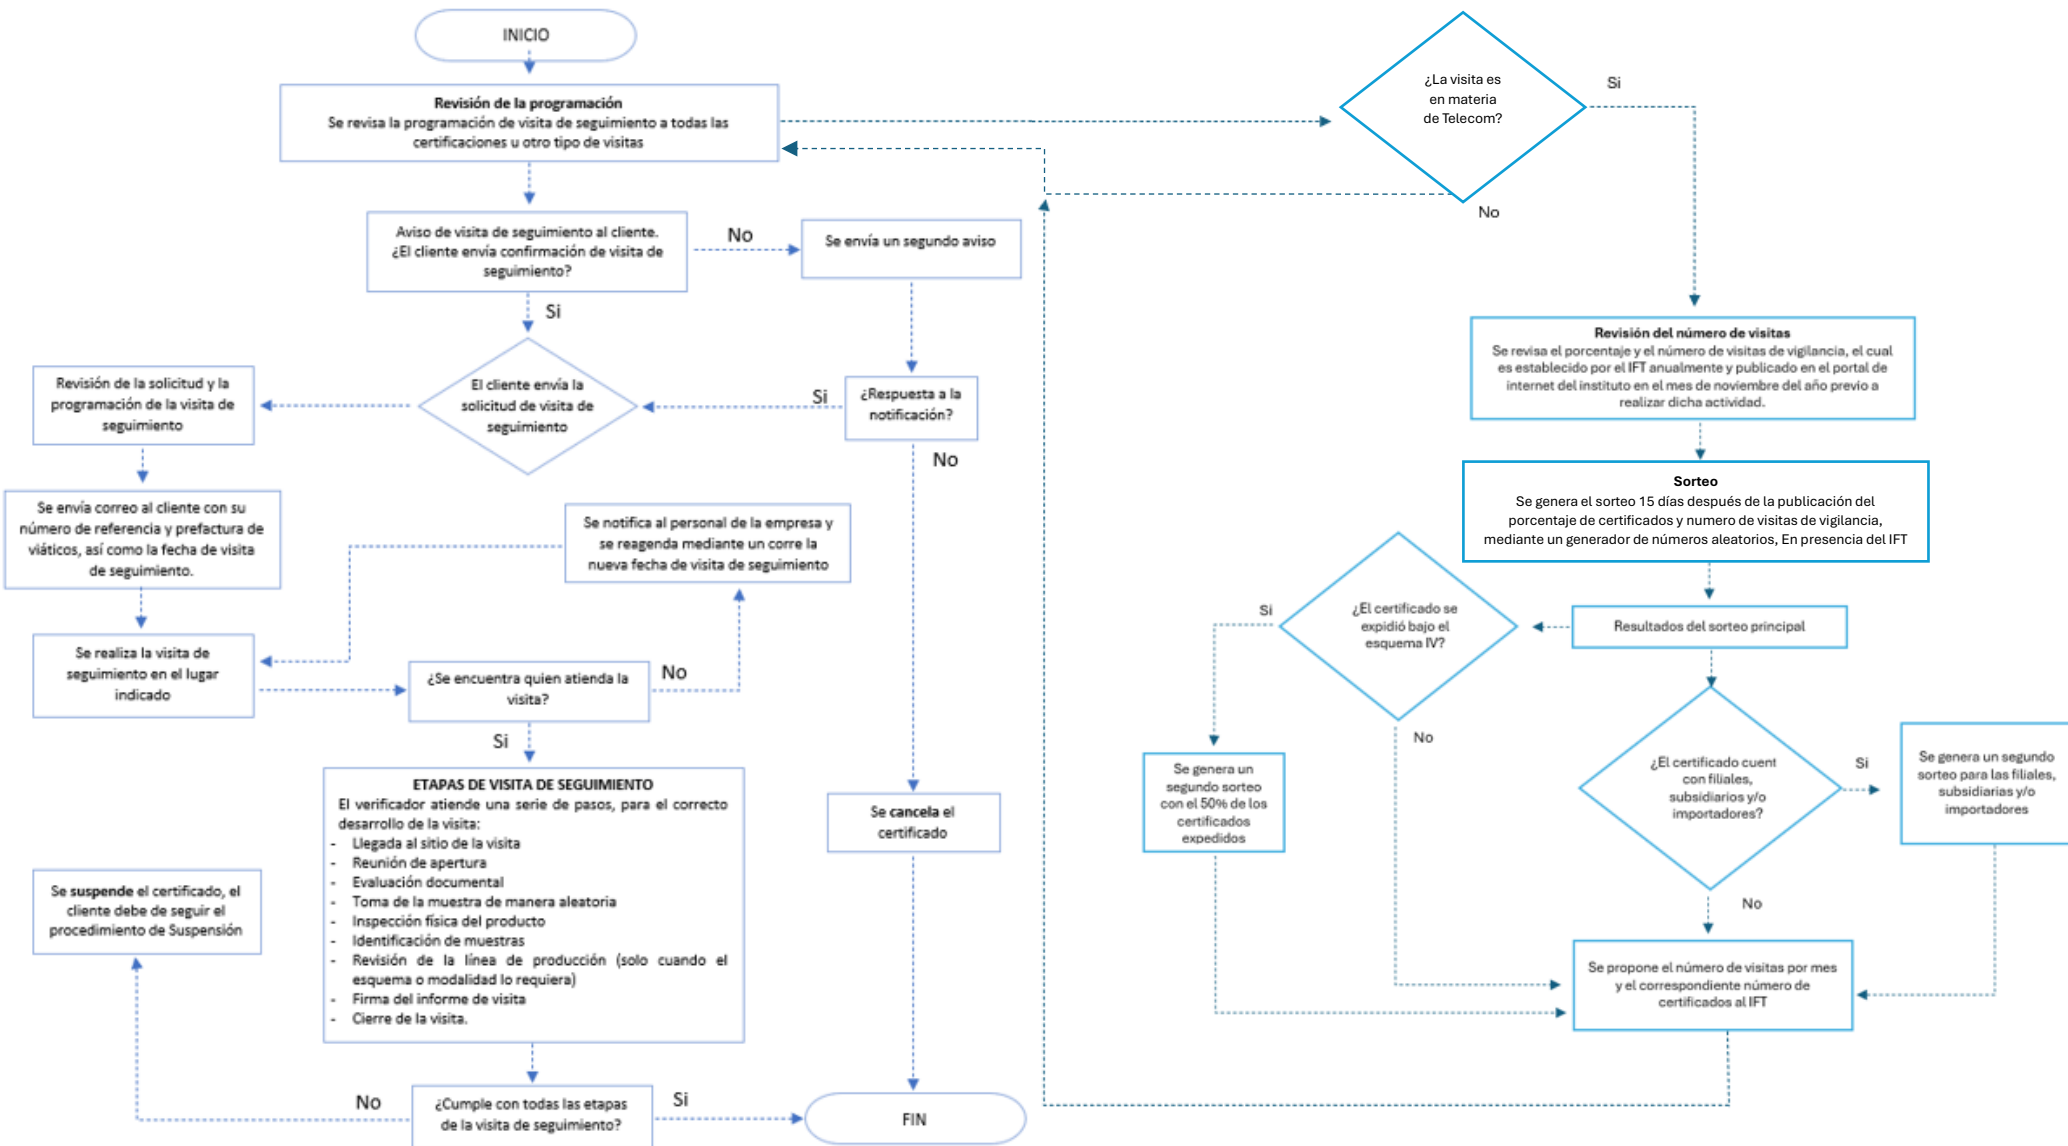 INICIO
Revisión de la programación
Se revisa la programación de visita de seguimiento a todas las
certificaciones u otro tipo de visitas
Aviso de visita de seguimiento al cliente.
¿El cliente envía confirmación de visita de
seguimiento?
No
Se envía un segundo aviso
Si
El cliente envía la
solicitud de visita de
seguimiento
Si
¿Respuesta a la
notificación?
No
Revisión de la solicitud y la
programación de la visita de
seguimiento
Se envía correo al cliente con su
número de referencia y prefactura de
viáticos, así como la fecha de visita
de seguimiento.
Se notifica al personal de la empresa y
se reagenda mediante un corre la
nueva fecha de visita de seguimiento
Se realiza la visita de
seguimiento en el lugar
indicado
¿Se encuentra quien atienda la
visita?
No
Si
ETAPAS DE VISITA DE SEGUIMIENTO
El verificador atiende una serie de pasos, para el correcto
desarrollo de la visita:
- Llegada al sitio de la visita
- Reunión de apertura
- Evaluación documental
- Toma de la muestra de manera aleatoria
- Inspección física del producto
- Identificación de muestras
- Revisión de la línea de producción (solo cuando el
esquema o modalidad lo requiera)
- Firma del informe de visita
- Cierre de la visita.
Se cancela el
certificado
Se suspende el certificado, el
cliente debe de seguir el
procedimiento de Suspensión
No
¿Cumple con todas las etapas
de la visita de seguimiento?
Si
FIN
¿La visita es
en materia
de Telecom?
Si
No
Revisión del número de visitas
Se revisa el porcentaje y el número de visitas de vigilancia, el cual
es establecido por el IFT anualmente y publicado en el portal de
internet del instituto en el mes de noviembre del año previo a
realizar dicha actividad.
Sorteo
Se genera el sorteo 15 días después de la publicación del
porcentaje de certificados y numero de visitas de vigilancia,
mediante un generador de números aleatorios, En presencia del IFT
Resultados del sorteo principal
Si
¿El certificado se
expidió bajo el
esquema IV?
No
Se genera un
segundo sorteo
con el 50% de los
certificados
expedidos
¿El certificado cuent
con filiales,
subsidiarios y/o
importadores?
Si
No
Se genera un segundo
sorteo para las filiales,
subsidiarias y/o
importadores
Se propone el número de visitas por mes
y el correspondiente número de
certificados al IFT